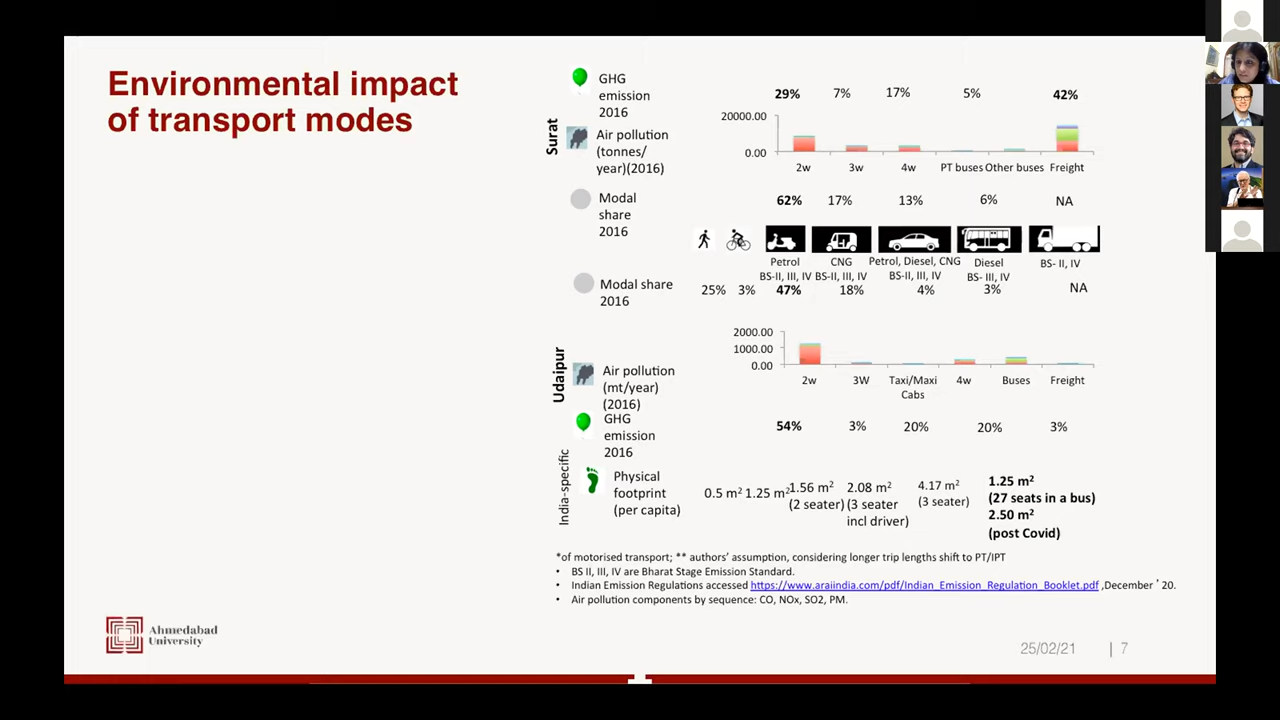 Environmental impact
of transport modes
Surat
GHG
emission
2016
29% 7% 17% 5% 42%
Air pollution
(tonnes/
year)(2016)
20000.00
0.00
2w 3w 4w PT buses Other buses Freight
Modal
share
2016
62% 17% 13% 6% NA
Petrol CNG Petrol, Diesel, CNG Diesel BS- II, IV
BS-II, III, IV BS-II, III, IV BS-II, III, IV BS- III, IV
Modal share
2016
25% 3% 47% 18% 4% 3% NA
Udaipur
2000.00
1000.00
0.00
Air pollution
(mt/year)
(2016)
2w 3W Taxi/Maxi Cabs 4w Buses Freight
GHG
emission
2016
54% 3% 20% 20% 3%
India-specific
Physical
footprint
(per capita)
0.5 m² 1.25 m²
1.56 m²
(2 seater)
2.08 m²
(3 seater
incl driver)
4.17 m²
(3 seater)
1.25 m²
(27 seats in a bus)
2.50 m²
(post Covid)
*of motorised transport; ** authors' assumption, considering longer trip lengths shift to PT/IPT
• BS II, III, IV are Bharat Stage Emission Standard.
• Indian Emission Regulations accessed https://www.araiindia.com/pdf/Indian_Emission_Regulation_Booklet.pdf ,December ' 20.
• Air pollution components by sequence: CO, NOx, SO2, PM.
Ahmedabad
University
25/02/21 | 7